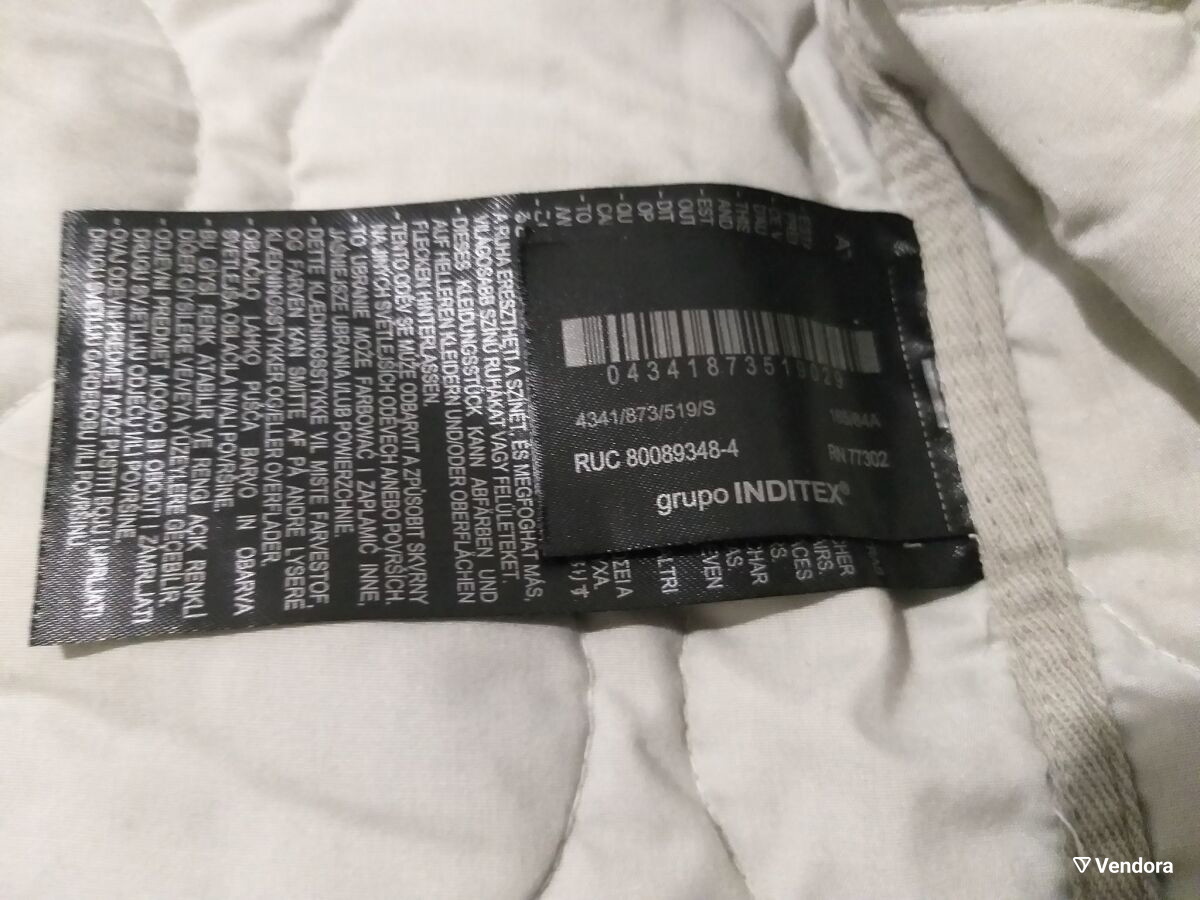 04341873519029
4341/873/519/S 165/84A
RUC 80089348-4 RN 77302
grupo INDITEX®
A RUHA ERESZTHETI A SZÍNÉT, ÉS MEGFOGHAT MÁS,
VILÁGOSABB SZÍNŰ RUHÁKAT VAGY FELÜLETEKET.
- DIESES KLEIDUNGSSTÜCK KANN ABFÄRBEN UND
AUF HELLEREN KLEIDERN UND/ODER OBERFLÄCHEN
FLECKEN HINTERLASSEN.
- TENTO ODĚV SE MŮŽE ODBARVIT A ZPŮSOBIT SKVRNY
NA JINÝCH SVĚTLEJŠÍCH ODĚVECH A/NEBO POVRŠÍCH.
- TO UBRANIE MOŻE FARBOWAĆ I ZAPLAMIĆ INNE,
JAŚNIEJSZE UBRANIA I/LUB POWIERZCHNIE.
- DETTE KLÆDNINGSSTYKKE VIL MISTE FARVESTOF,
OG FARVEN KAN SMITTE AF PÅ ANDRE LYSERE
KLÆDNINGSSTYKKER OG/ELLER OVERFLADER.
- OBLAČILO LAHKO PUŠČA BARVO IN OBARVA
SVETLEJŠA OBLAČILA IN/ALI POVRŠINE.
- BU GİYSİ RENK ATABİLİR VE RENGİ AÇIK RENKLİ
DİĞER GİYSİLERE VE/VEYA YÜZEYLERE GEÇEBİLİR.
- ODJEVNI PREDMET MOGAO BI OBOJITI I ZAMRLJATI
DRUGU SVJETLIJU ODJEĆU I/ILI POVRŠINE.
- OVAJ ODEVNI PREDMET MOŽE PUSTITI BOJU I UMRLJATI
DRUGU SVETLIJU GARDEROBU I/ILI POVRŠINU.
Vendora